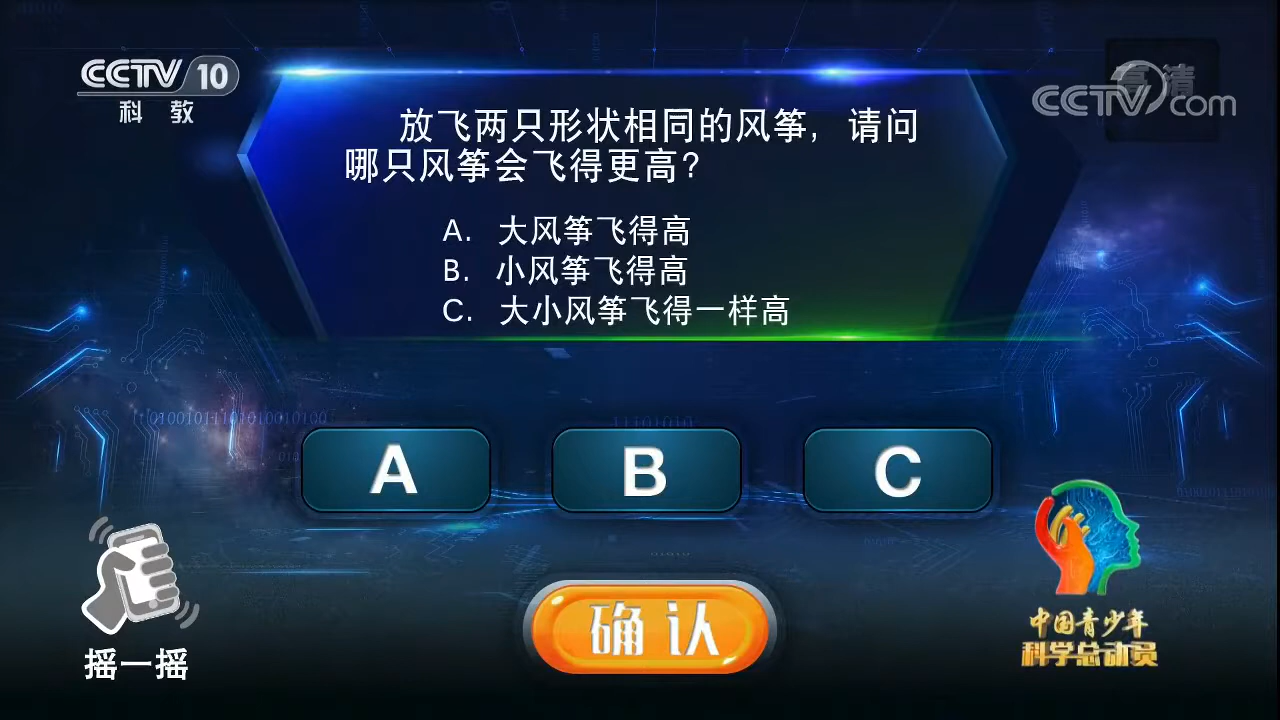 CCTV 10
科 教
高清
CCTV.com
放飞两只形状相同的风筝，请问
哪只风筝会飞得更高？
A. 大风筝飞得高
B. 小风筝飞得高
C. 大小风筝飞得一样高
A
B
C
确认
摇一摇
中国青少年
科学总动员